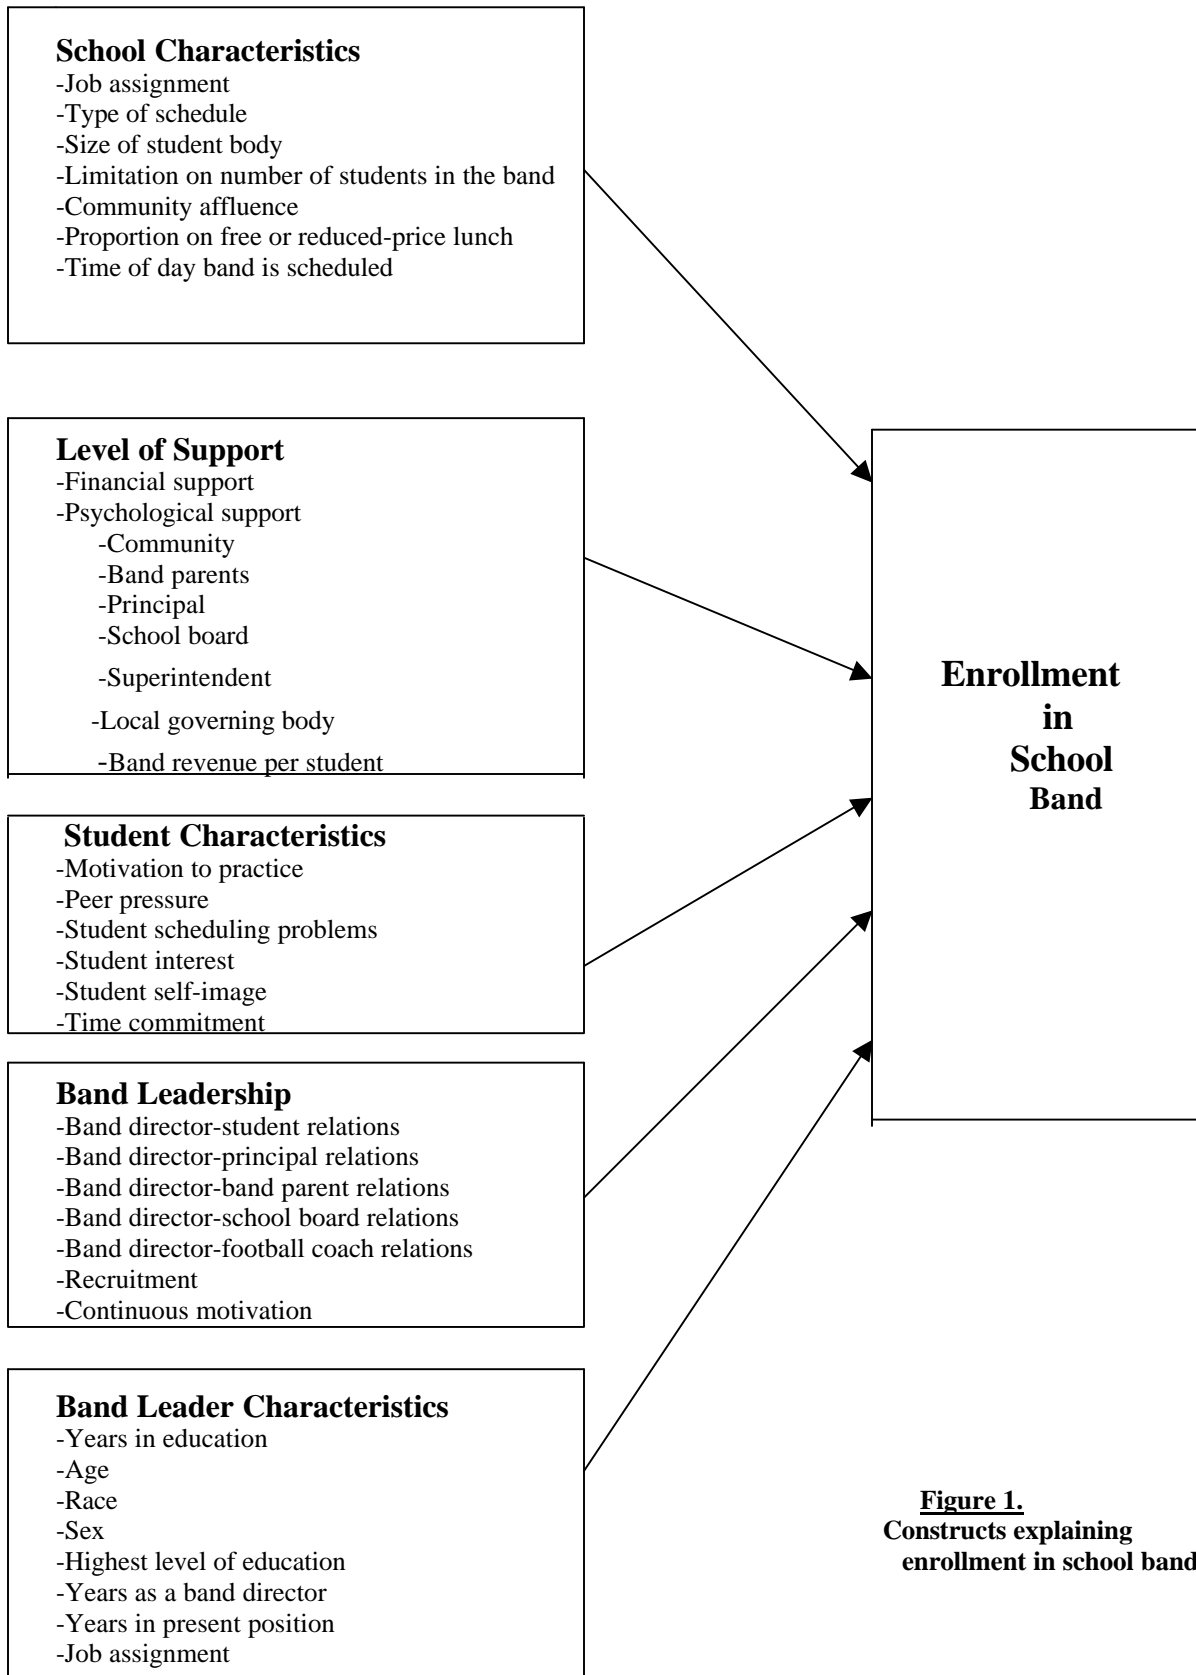 School Characteristics
-Job assignment
-Type of schedule
-Size of student body
-Limitation on number of students in the band
-Community affluence
-Proportion on free or reduced-price lunch
-Time of day band is scheduled
Level of Support
-Financial support
-Psychological support
-Community
-Band parents
-Principal
-School board
-Superintendent
-Local governing body
-Band revenue per student
Student Characteristics
-Motivation to practice
-Peer pressure
-Student scheduling problems
-Student interest
-Student self-image
-Time commitment
Band Leadership
-Band director-student relations
-Band director-principal relations
-Band director-band parent relations
-Band director-school board relations
-Band director-football coach relations
-Recruitment
-Continuous motivation
Band Leader Characteristics
-Years in education
-Age
-Race
-Sex
-Highest level of education
-Years as a band director
-Years in present position
-Job assignment
Enrollment
in
School
Band
Figure 1.
Constructs explaining
enrollment in school band